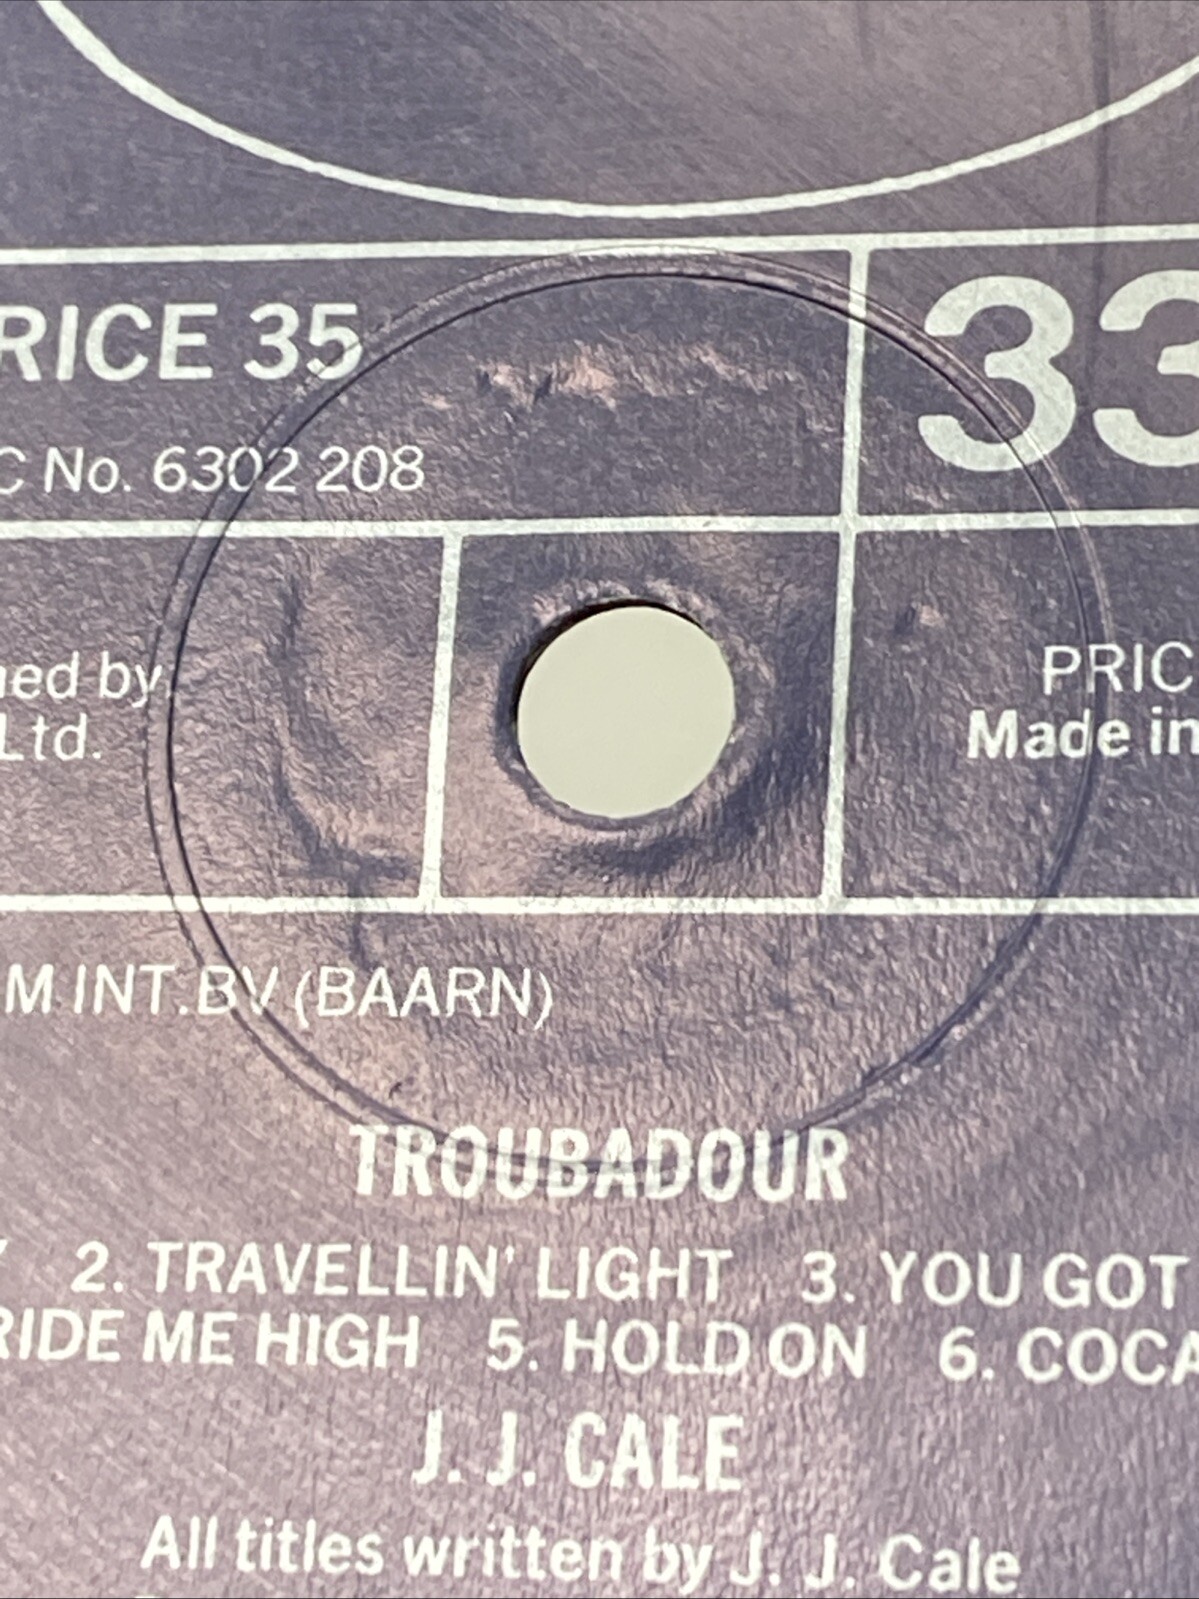 RICE 35
33
C No. 6302 208
ned by
Ltd.
PRIC
Made in
M INT.BV (BAARN)
TROUBADOUR
2. TRAVELLIN' LIGHT 3. YOU GOT
RIDE ME HIGH 5. HOLD ON 6. COCA
J. J. CALE
All titles written by J. J. Cale